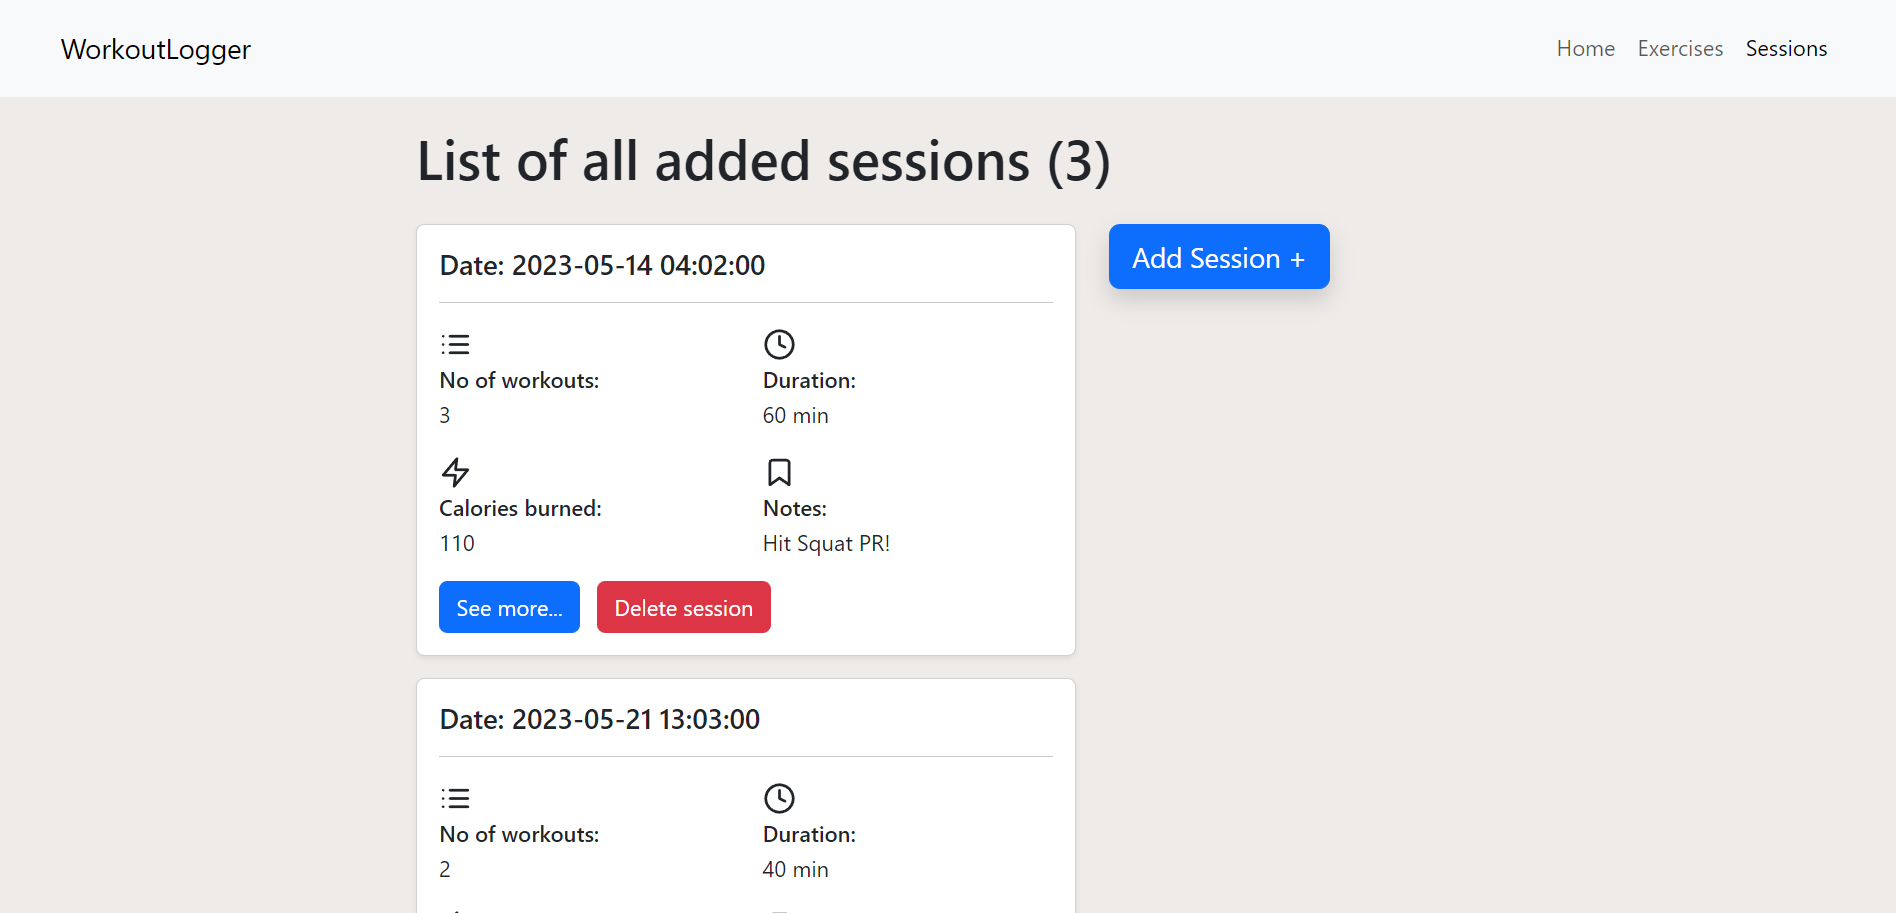 WorkoutLogger
Home Exercises Sessions
List of all added sessions (3)
Add Session +
Date: 2023-05-14 04:02:00
No of workouts:
3
Duration:
60 min
Calories burned:
110
Notes:
Hit Squat PR!
See more...
Delete session
Date: 2023-05-21 13:03:00
No of workouts:
2
Duration:
40 min